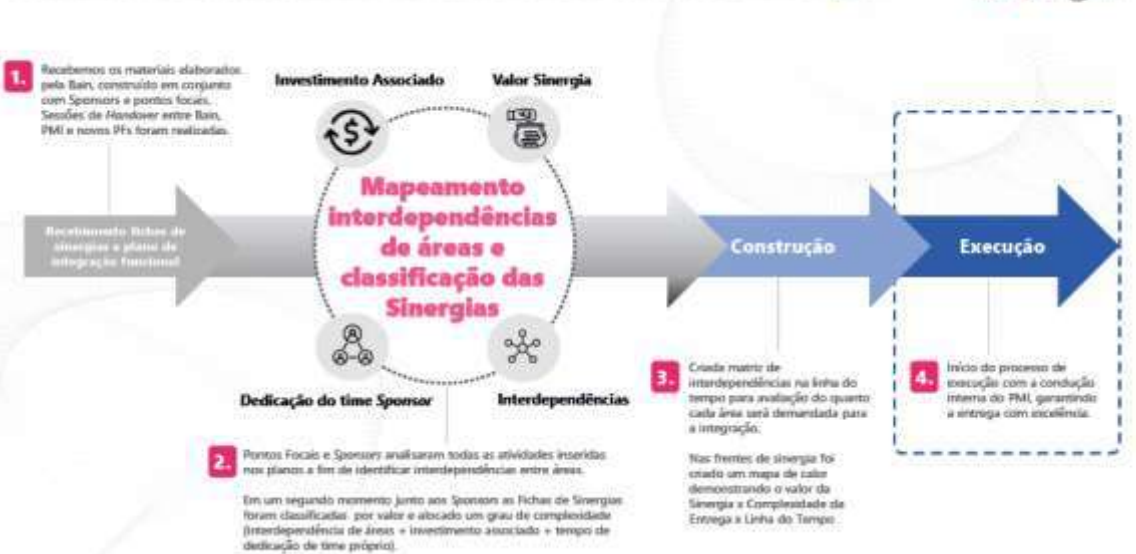 1.
Recebemos os materiais elaborados
pela Bain, construído em conjunto
com Sponsors e pontos focais.
Sessões de Handover entre Bain,
PMI e novos PFs foram realizadas.
Investimento Associado
Valor Sinergia
Recebimento fichas de
sinergias e plano de
integração funcional
Mapeamento
interdependências
de áreas e
classificação das
Sinergias
Construção
Execução
Dedicação do time Sponsor
Interdependências
2.
Pontos Focais e Sponsors analisaram todas as atividades inseridas
nos planos a fim de identificar interdependências entre áreas.
Em um segundo momento junto aos Sponsors as Fichas de Sinergias
foram classificadas por valor e alocado um grau de complexidade
(interdependência de áreas + investimento associado + tempo de
dedicação de time próprio).
3.
Criada matriz de
interdependências na linha do
tempo para avaliação do quanto
cada área será demandada para
a integração.
Nas frentes de sinergia foi
criado um mapa de calor
demonstrando o valor da
Sinergia x Complexidade da
Entrega x Linha do Tempo
4.
Início do processo de
execução com a condução
interna do PMI, garantindo
a entrega com excelência.